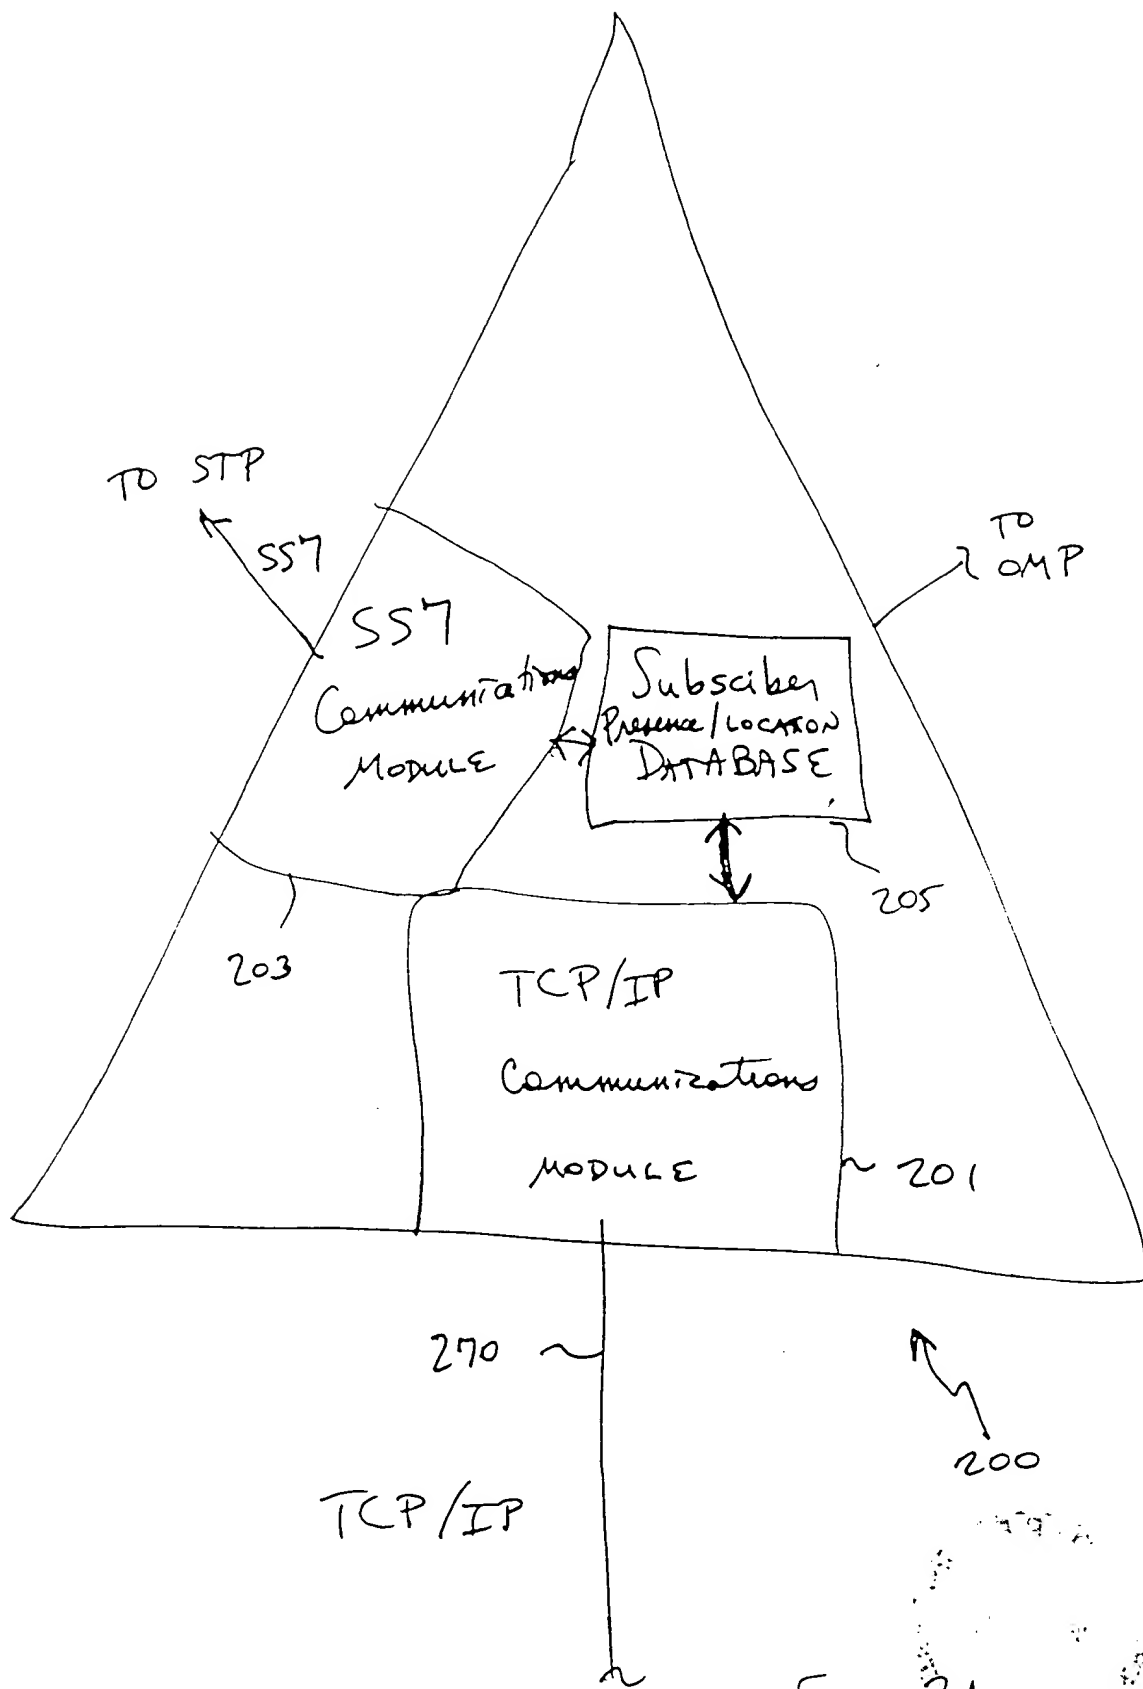 TO STP
SS7
TO
OMP
SS7
Communications
MODULE
Subsciber
Presence/LOCATION
DATABASE
205
203
TCP/IP
Communications
MODULE
201
270
200
TCP/IP